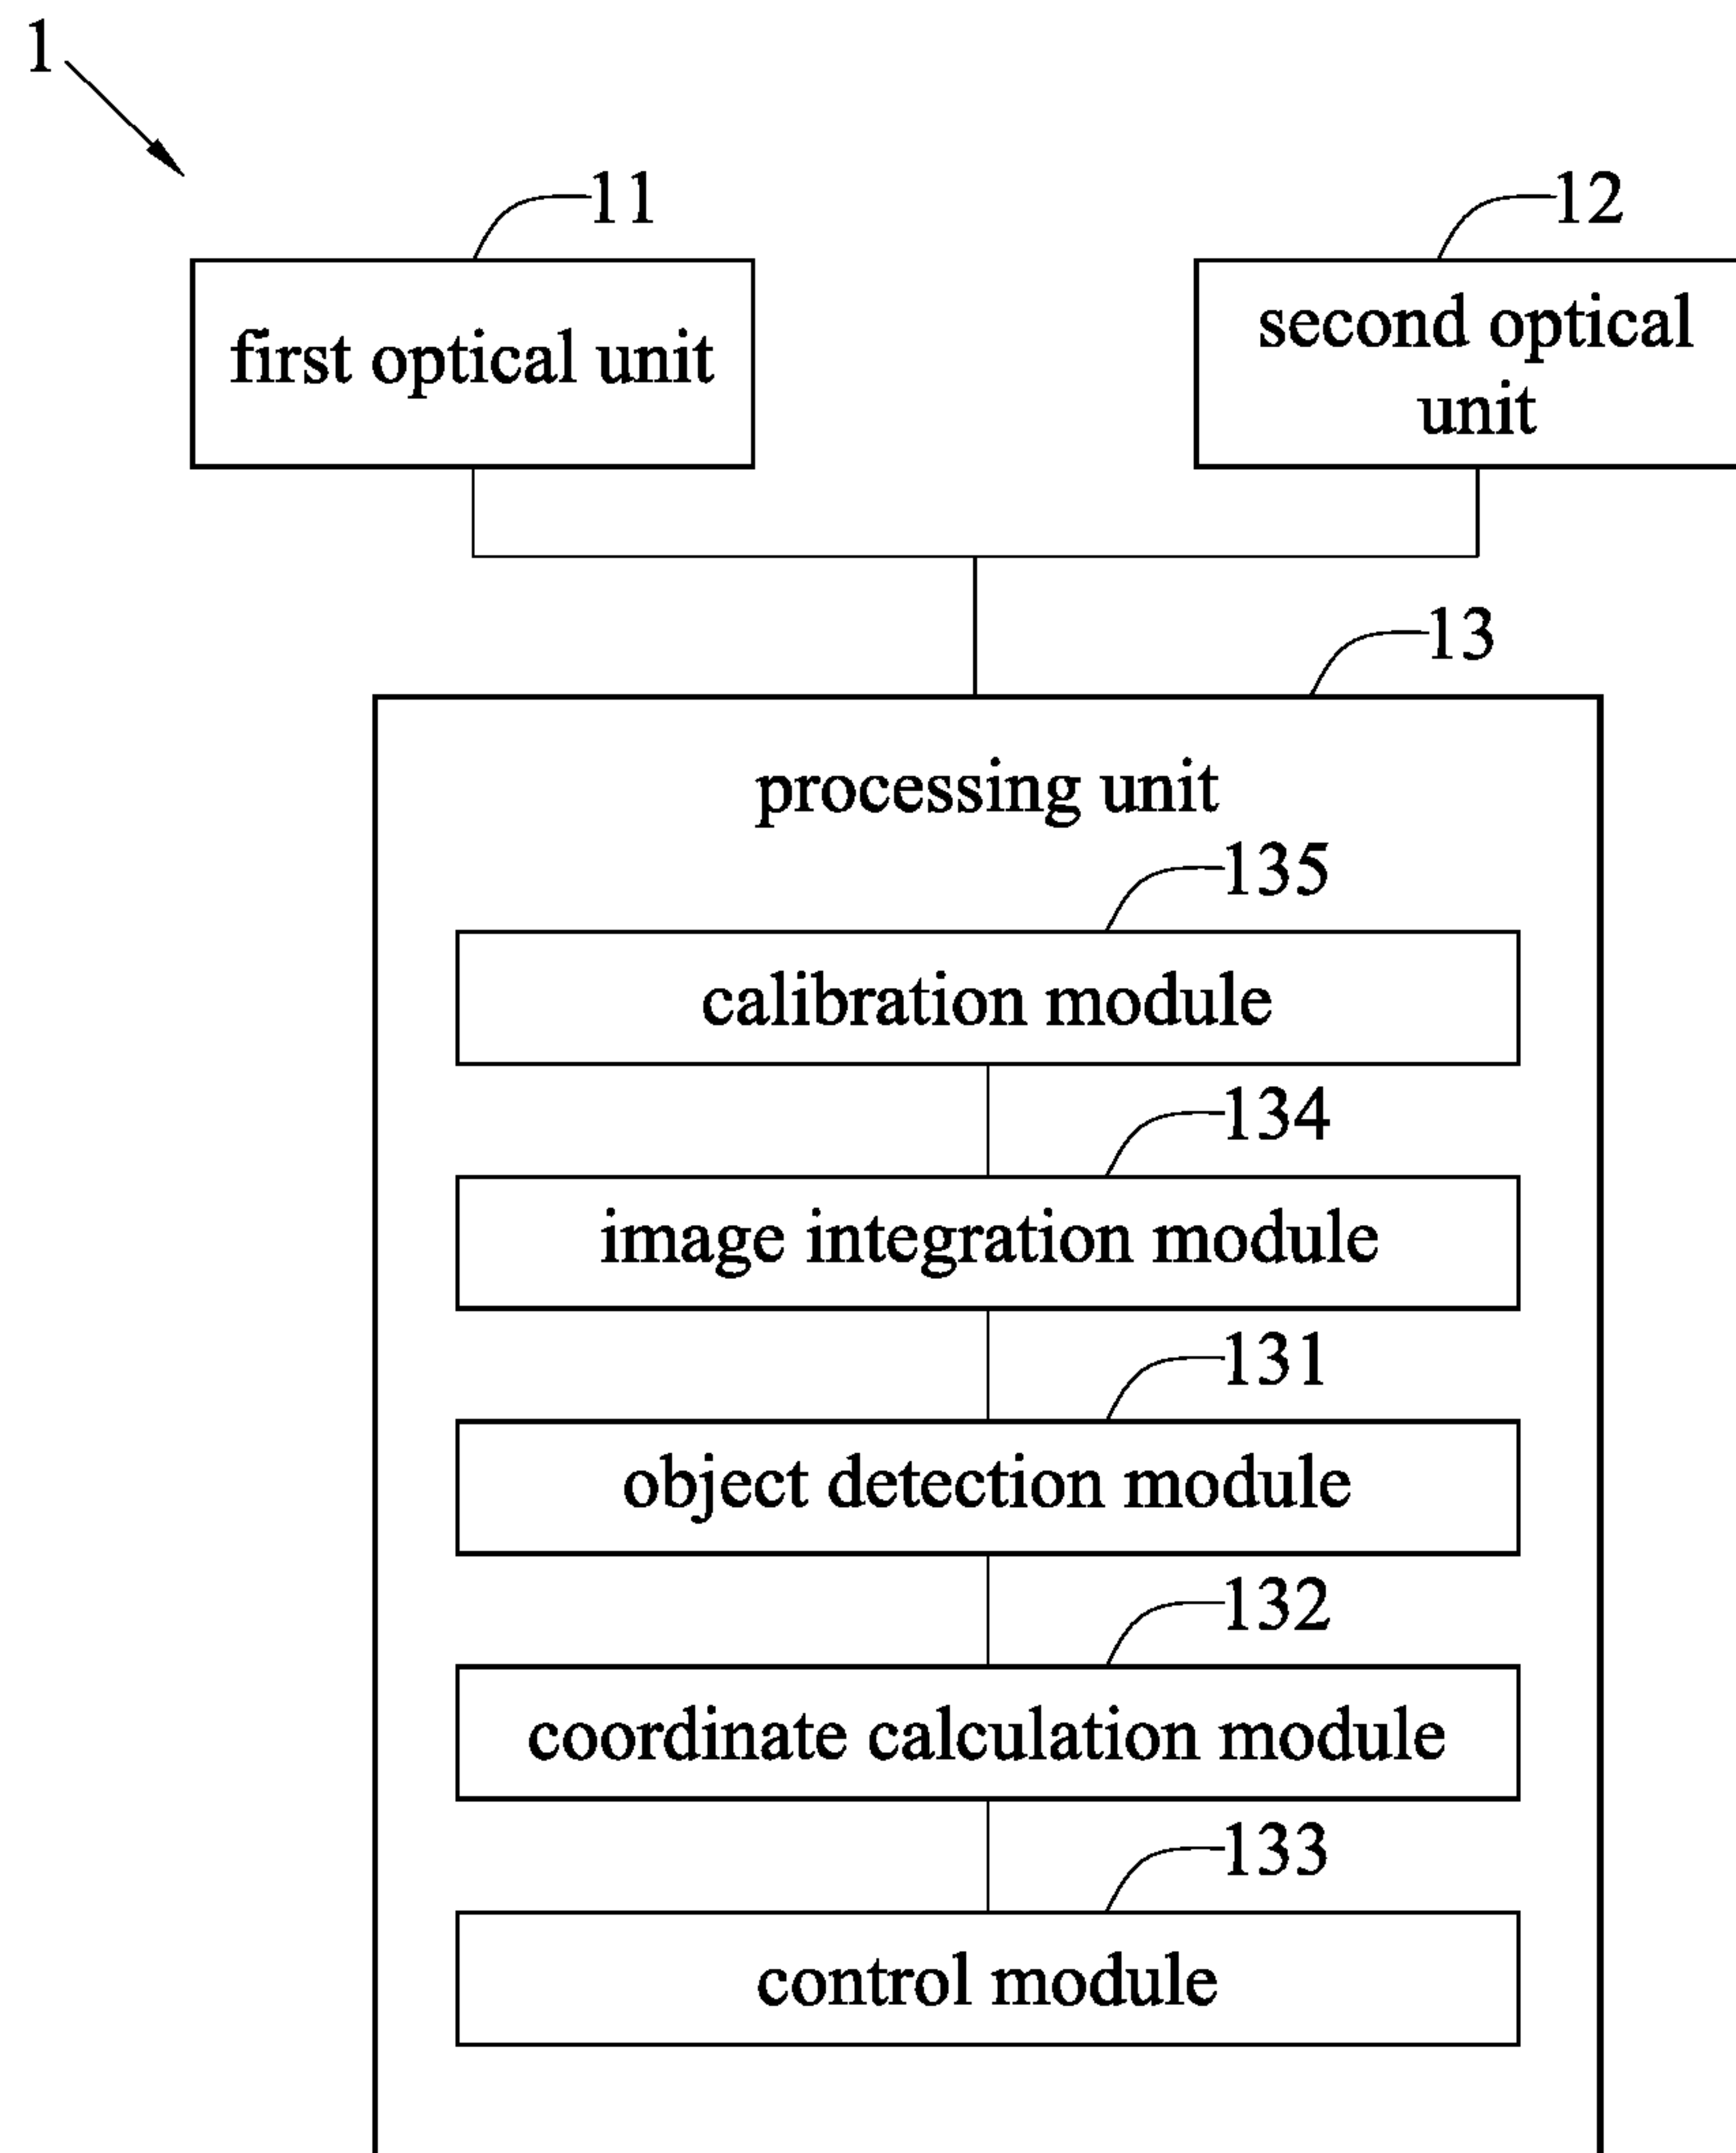 1
11
12
first optical unit
second optical
unit
13
processing unit
135
calibration module
134
image integration module
131
object detection module
132
coordinate calculation module
133
control module